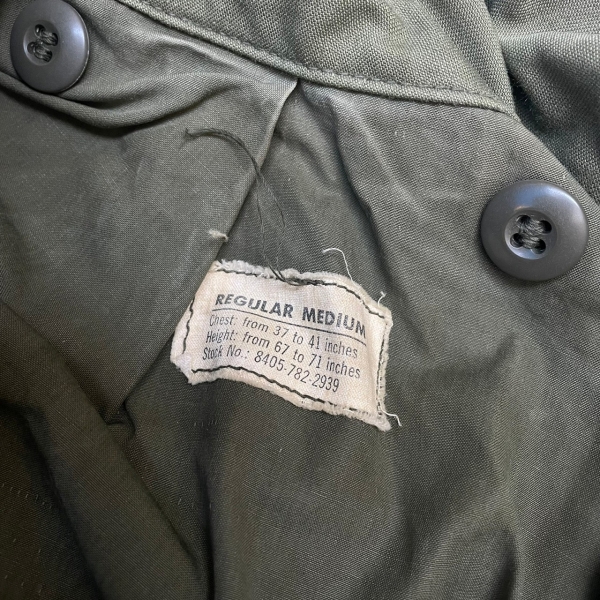 REGULAR MEDIUM
Chest: from 37 to 41 inches
Height: from 67 to 71 inches
Stock No.: 8405-782-2939